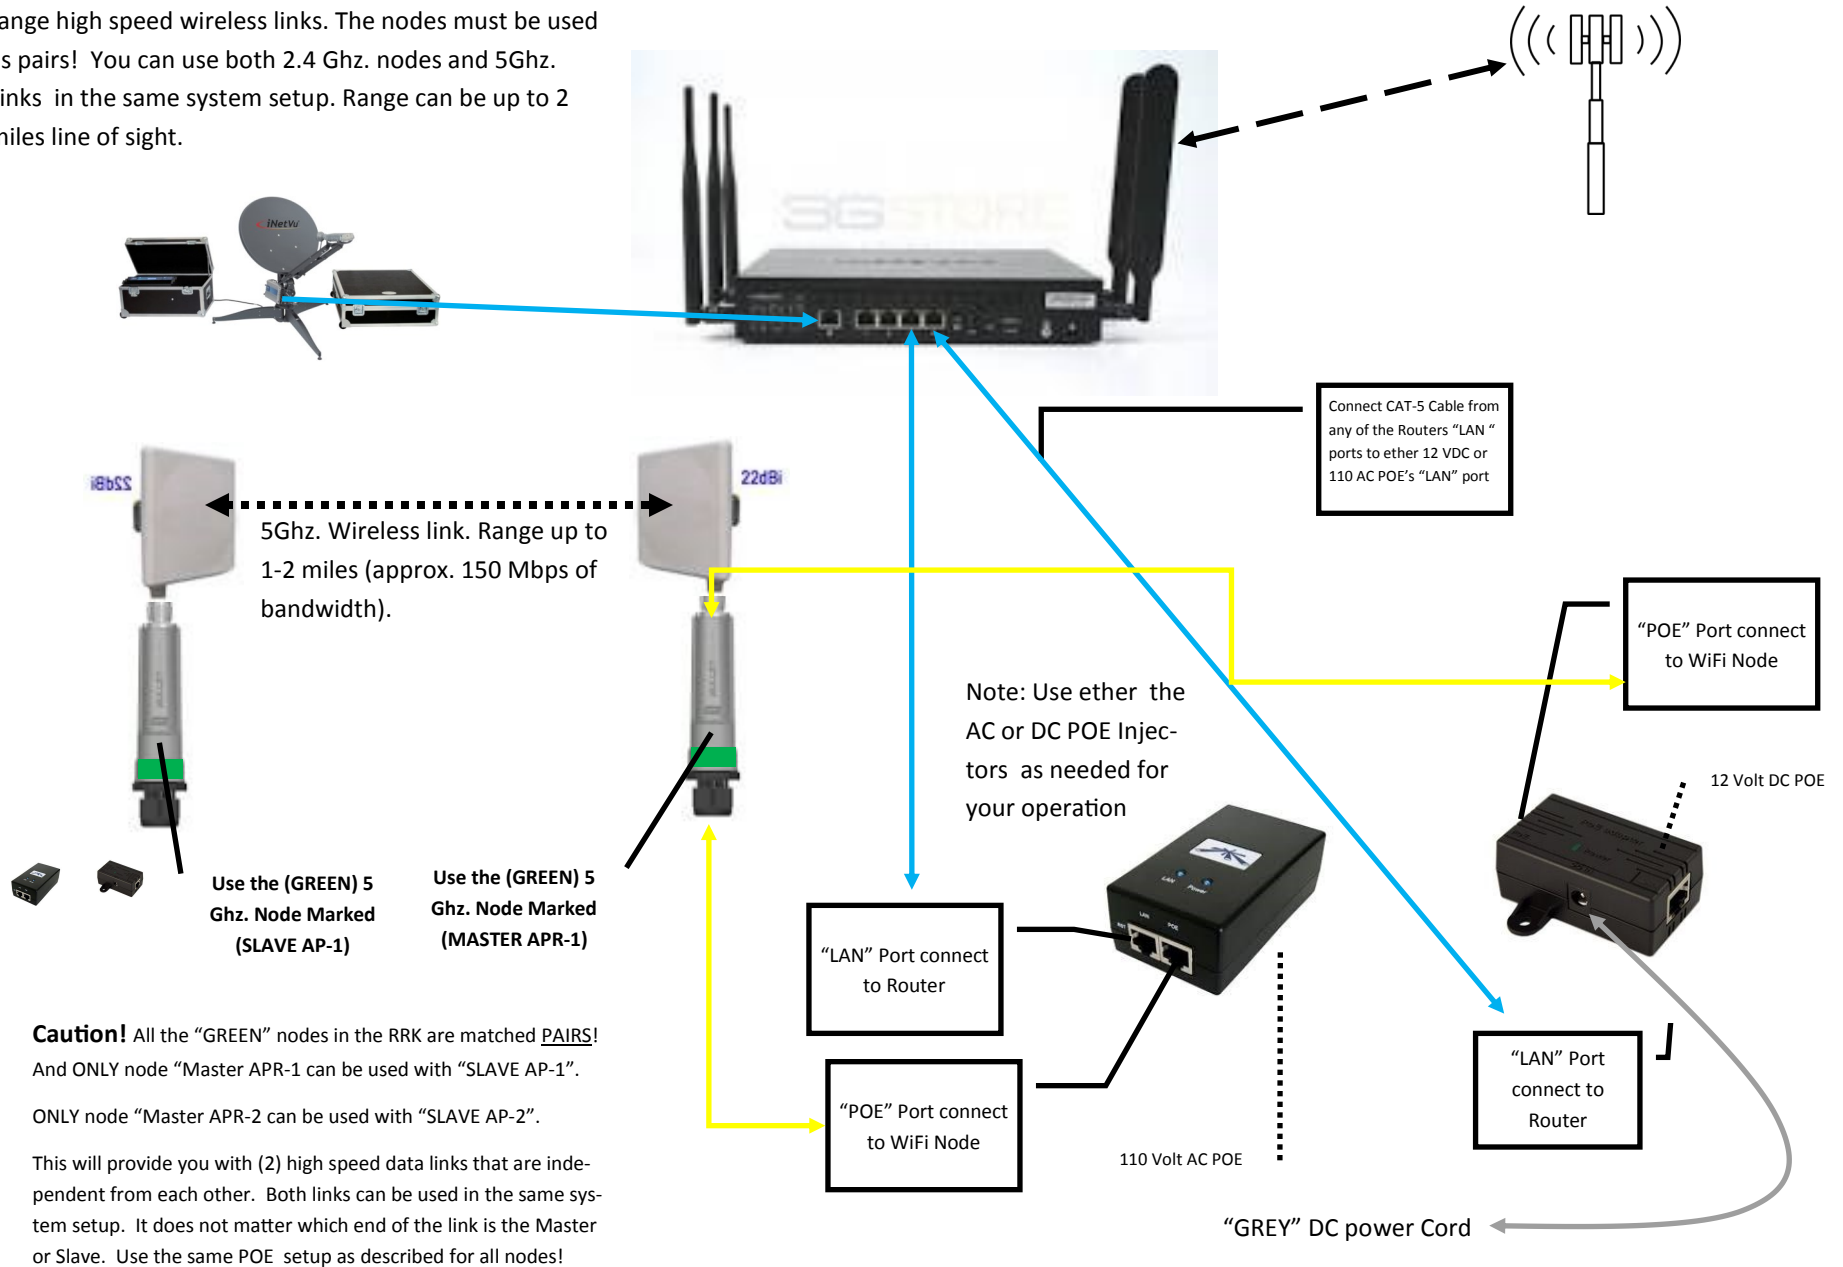 ange high speed wireless links. The nodes must be used
s pairs!  You can use both 2.4 Ghz. nodes and 5Ghz.
inks  in the same system setup. Range can be up to 2
niles line of sight.
iNetVu
3GSTORE
Connect CAT-5 Cable from
any of the Routers “LAN “
ports to ether 12 VDC or
110 AC POE’s “LAN” port
22dBi
22dBi
5Ghz. Wireless link. Range up to
1-2 miles (approx. 150 Mbps of
bandwidth).
“POE” Port connect
to WiFi Node
Note: Use ether  the
AC or DC POE Injec-
tors  as needed for
your operation
12 Volt DC POE
LAN Power
LAN POE
Use the (GREEN) 5
Ghz. Node Marked
(SLAVE AP-1)
Use the (GREEN) 5
Ghz. Node Marked
(MASTER APR-1)
“LAN” Port connect
to Router
“POE” Port connect
to WiFi Node
110 Volt AC POE
“LAN” Port
connect to
Router
“GREY” DC power Cord
Caution! All the “GREEN” nodes in the RRK are matched PAIRS!
And ONLY node “Master APR-1 can be used with “SLAVE AP-1”.
ONLY node “Master APR-2 can be used with “SLAVE AP-2”.
This will provide you with (2) high speed data links that are inde-
pendent from each other.  Both links can be used in the same sys-
tem setup.  It does not matter which end of the link is the Master
or Slave.  Use the same POE  setup as described for all nodes!